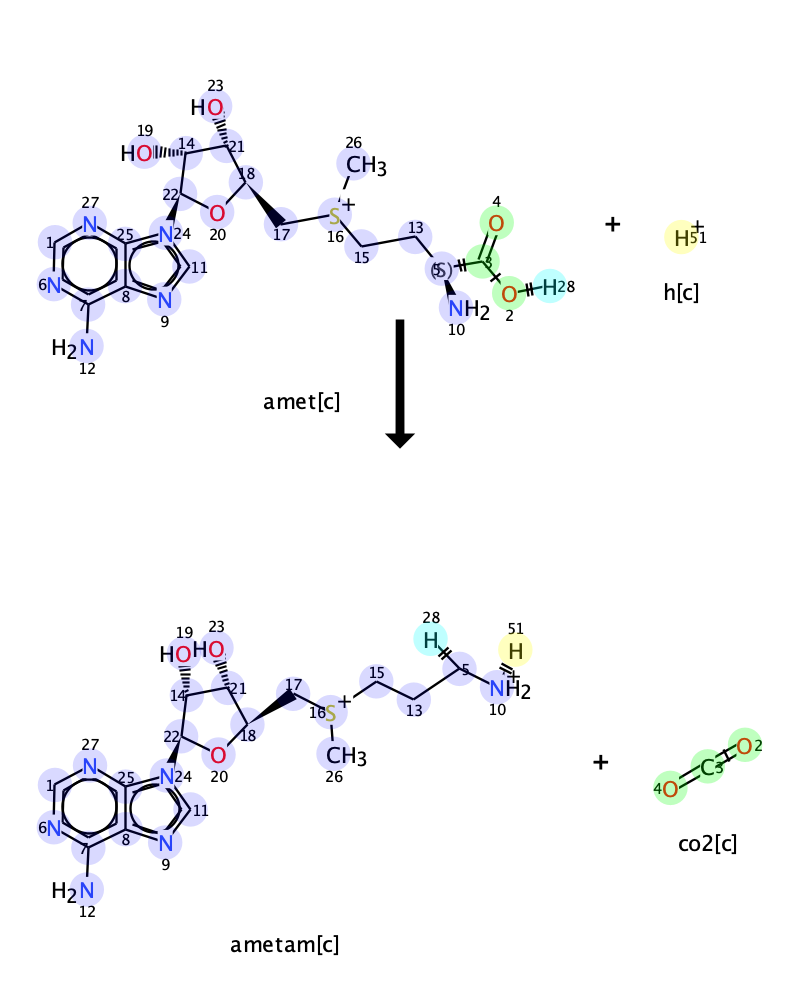 23
HO
19
HO
14
21
26
CH3
27
22
18
S+
16
4
O
13
+
H+
51
1
N
25
N
24
O
20
17
15
(S)
3
h[c]
6
N
8
11
O
H
28
7
N
9
NH2
10
2
H2N
12
amet[c]
28
H
51
H
19
HO
23
HO
17
15
5
+
NH2
10
14
21
16
S+
13
22
18
CH3
26
27
N
24
O
20
+
O
2
C
3
4
O
1
N
25
11
6
N
8
7
N
9
co2[c]
H2N
12
ametam[c]